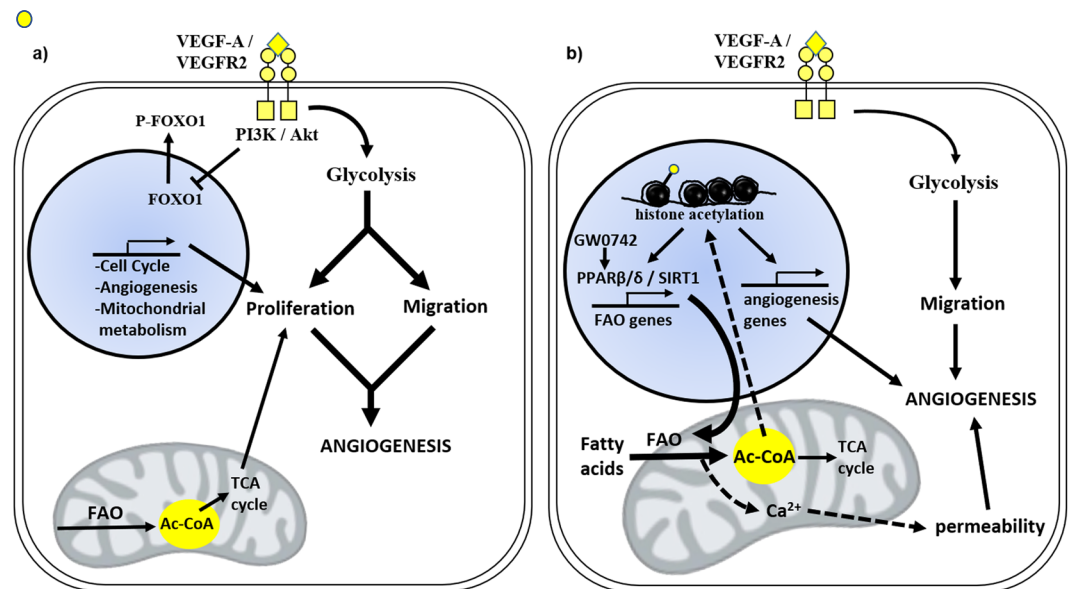 a)
VEGF-A /
VEGFR2
P-FOXO1
PI3K / Akt
FOXO1
Glycolysis
-Cell Cycle
-Angiogenesis
-Mitochondrial
metabolism
Proliferation
Migration
ANGIOGENESIS
FAO
Ac-CoA
TCA
cycle
b)
VEGF-A /
VEGFR2
Glycolysis
histone acetylation
GW0742
PPARβ/δ / SIRT1
FAO genes
angiogenesis
genes
Migration
ANGIOGENESIS
Fatty
acids
FAO
Ac-CoA
TCA
cycle
Ca²⁺
permeability